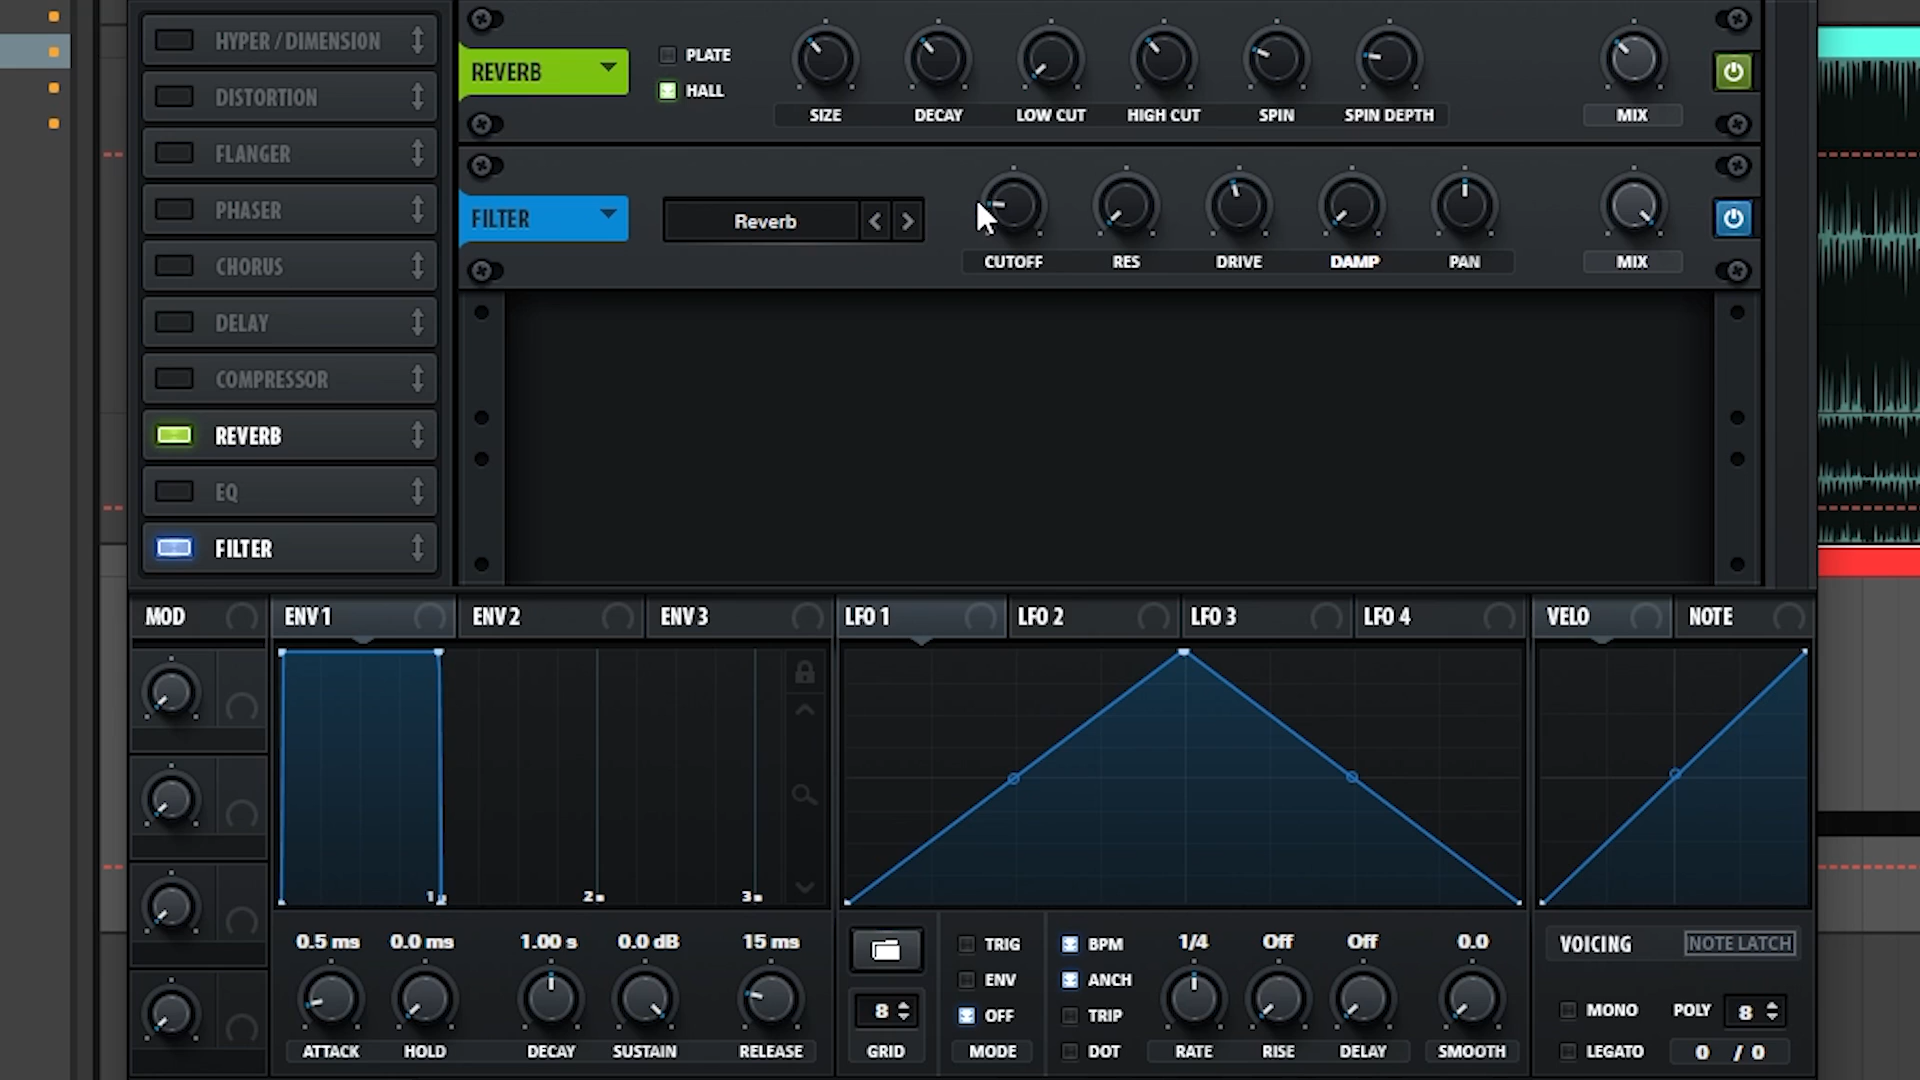 HYPER / DIMENSION
DISTORTION
FLANGER
PHASER
CHORUS
DELAY
COMPRESSOR
REVERB
EQ
FILTER
REVERB
PLATE
HALL
SIZE DECAY LOW CUT HIGH CUT SPIN SPIN DEPTH MIX
FILTER
Reverb < >
CUTOFF RES DRIVE DAMP PAN MIX
MOD ENV 1 ENV 2 ENV 3 LFO 1 LFO 2 LFO 3 LFO 4 VELO NOTE
1 2 3
0.5 ms 0.0 ms 1.00 s 0.0 dB 15 ms
ATTACK HOLD DECAY SUSTAIN RELEASE
8
GRID
TRIG
ENV
OFF
MODE
BPM
ANCH
TRIP
DOT
1/4 Off Off 0.0
RATE RISE DELAY SMOOTH
VOICING NOTE LATCH
MONO POLY 8
LEGATO 0 / 0